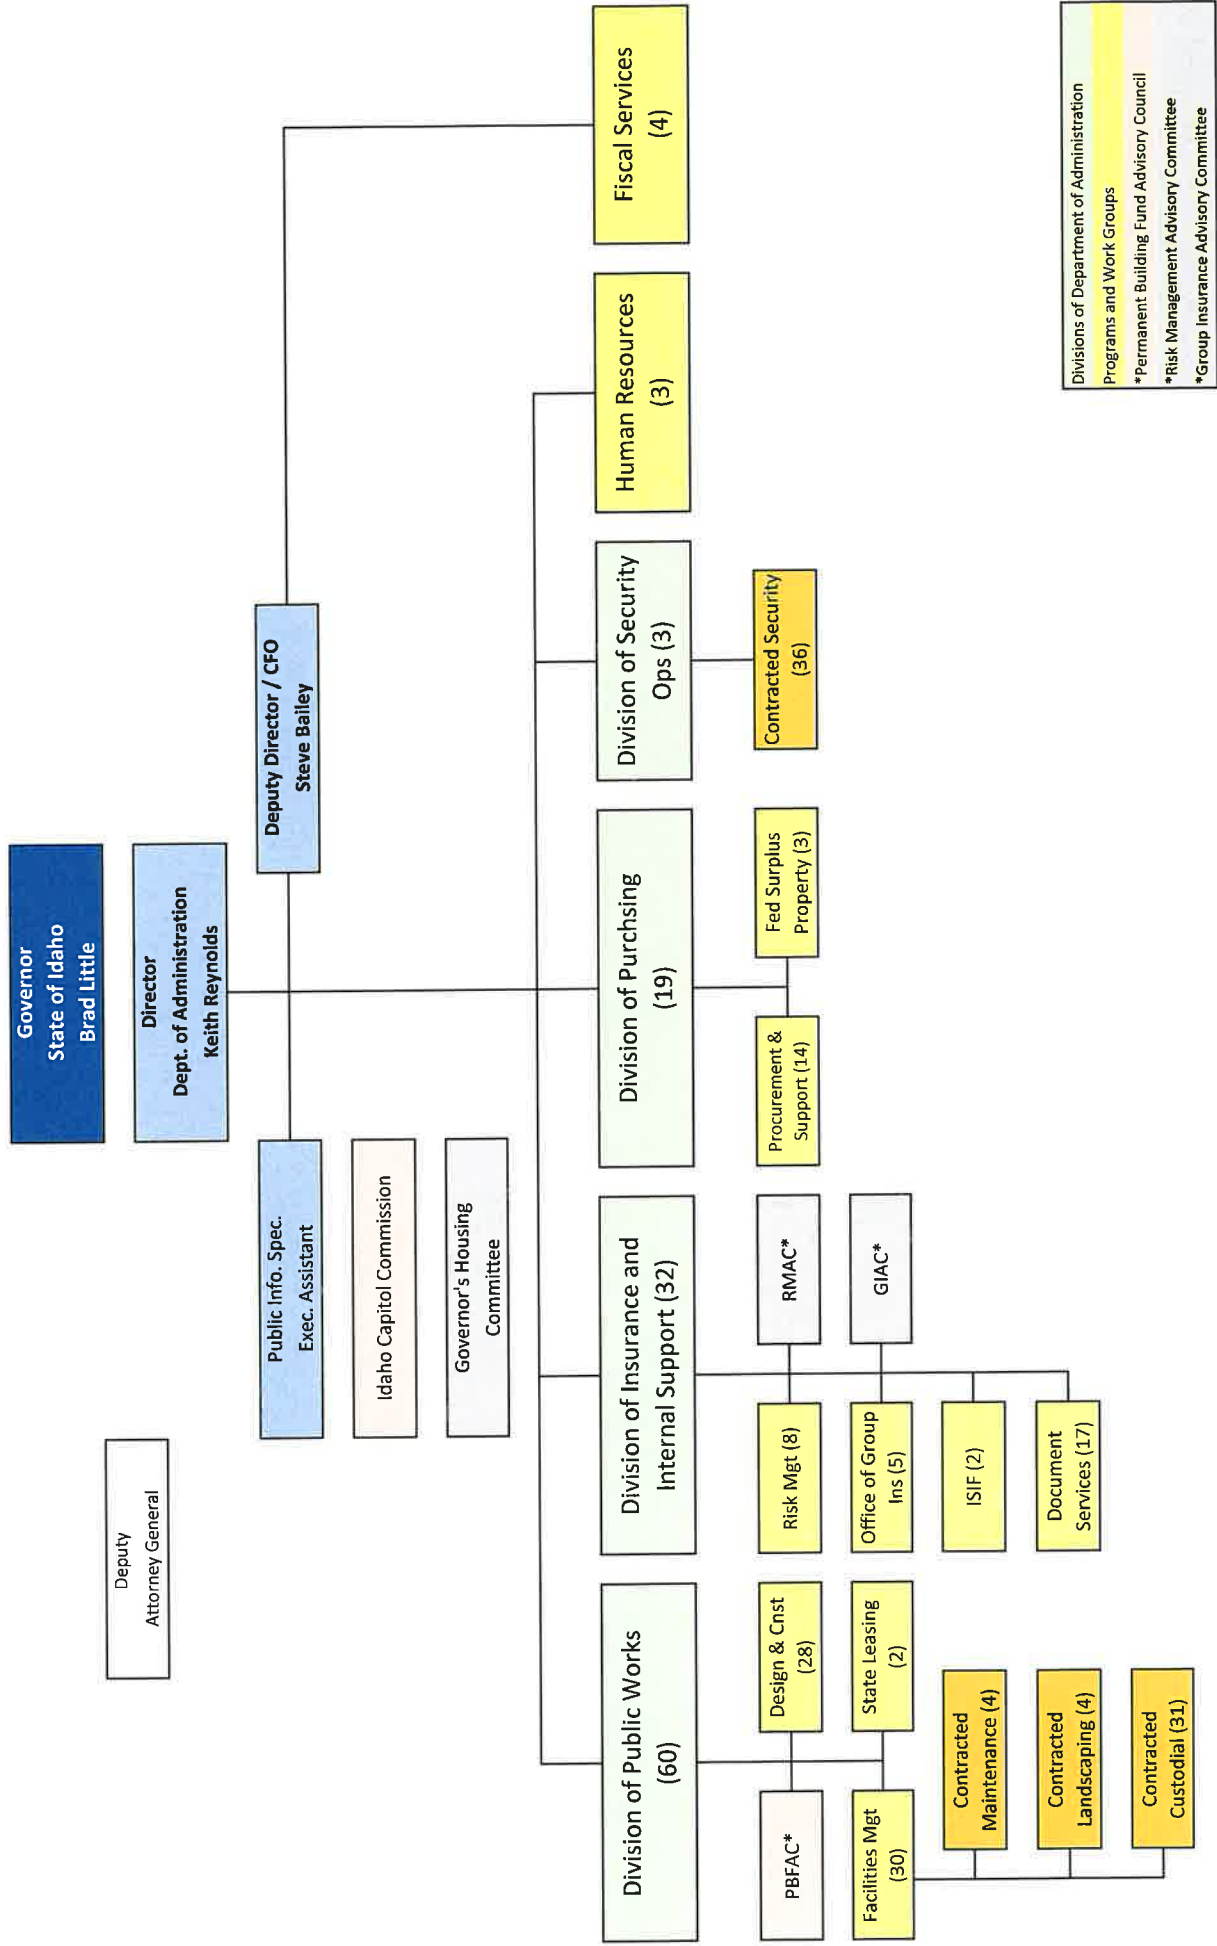 Governor
State of Idaho
Brad Little
Director
Dept. of Administration
Keith Reynolds
Deputy
Attorney General
Public Info. Spec.
Exec. Assistant
Deputy Director / CFO
Steve Bailey
Idaho Capitol Commission
Governor's Housing
Committee
Division of Public Works
(60)
Division of Insurance and
Internal Support (32)
Division of Purchsing
(19)
Division of Security
Ops (3)
Human Resources
(3)
Fiscal Services
(4)
PBFAC*
Design & Cnst
(28)
Facilities Mgt
(30)
State Leasing
(2)
Contracted
Maintenance (4)
Contracted
Landscaping (4)
Contracted
Custodial (31)
Risk Mgt (8)
RMAC*
Office of Group
Ins (5)
GIAC*
ISIF (2)
Document
Services (17)
Procurement &
Support (14)
Fed Surplus
Property (3)
Contracted Security
(36)
Divisions of Department of Administration
Programs and Work Groups
*Permanent Building Fund Advisory Council
*Risk Management Advisory Committee
*Group Insurance Advisory Committee